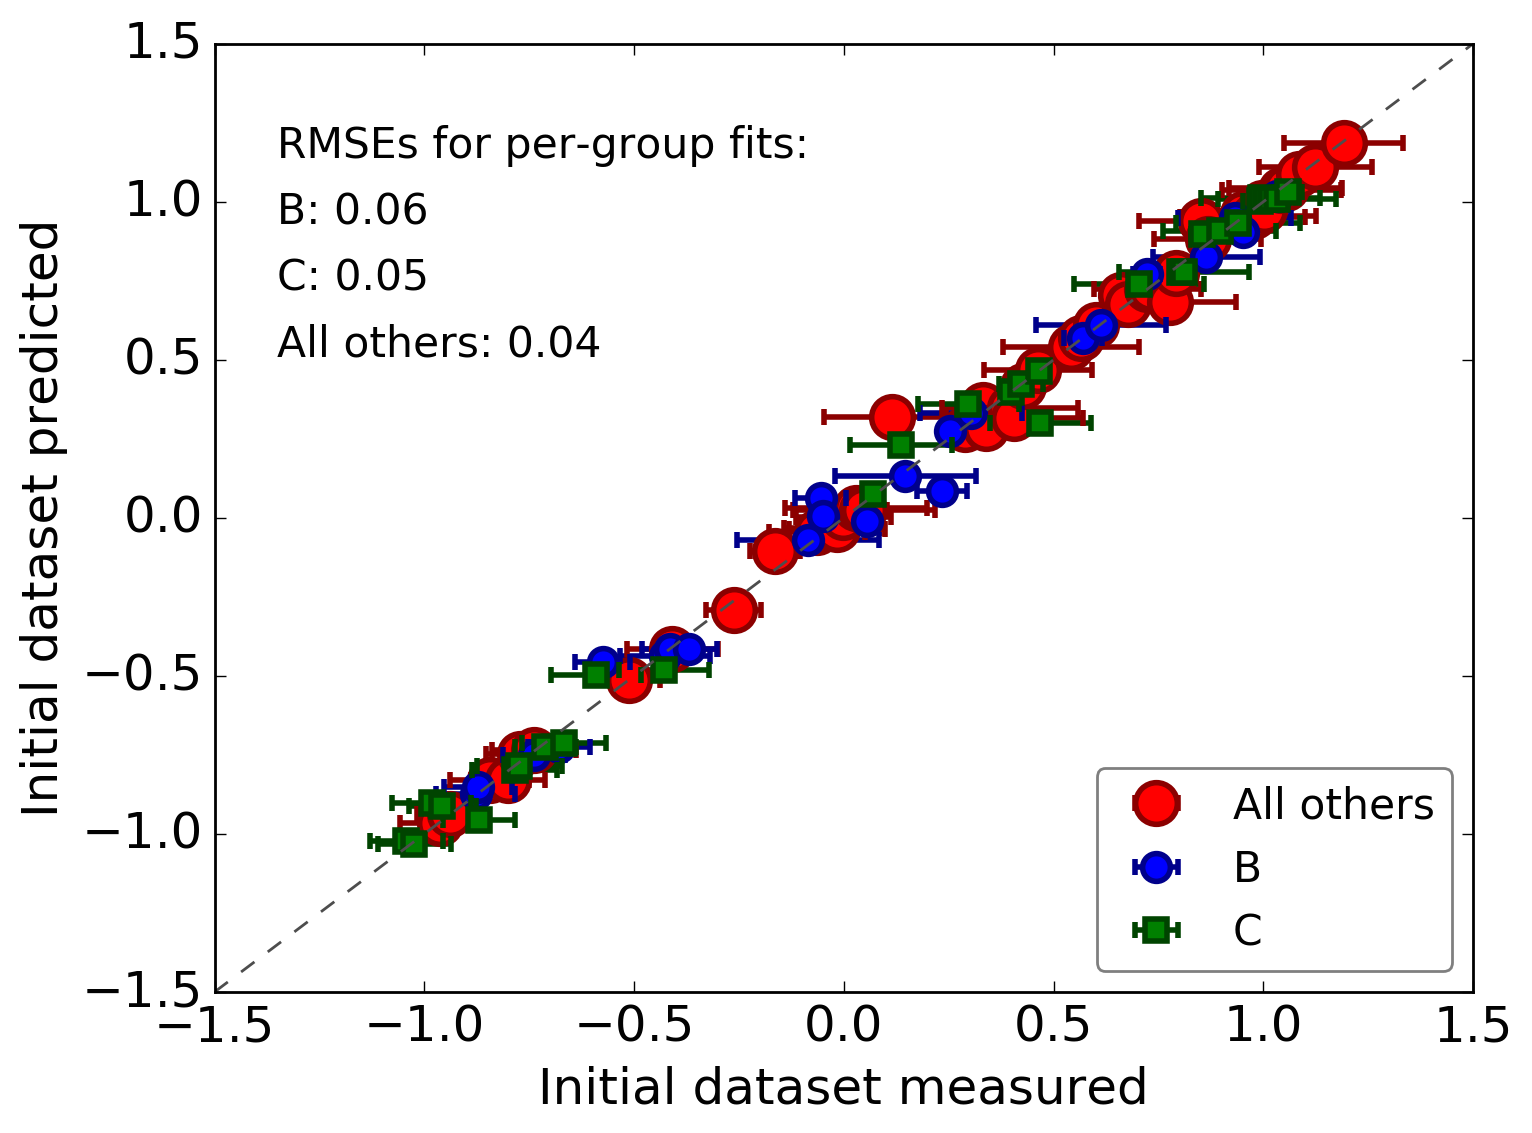 1.5
1.0
0.5
0.0
−0.5
−1.0
−1.5
Initial dataset predicted
RMSEs for per-group fits:
B: 0.06
C: 0.05
All others: 0.04
All others
B
C
−1.5 −1.0 −0.5 0.0 0.5 1.0 1.5
Initial dataset measured